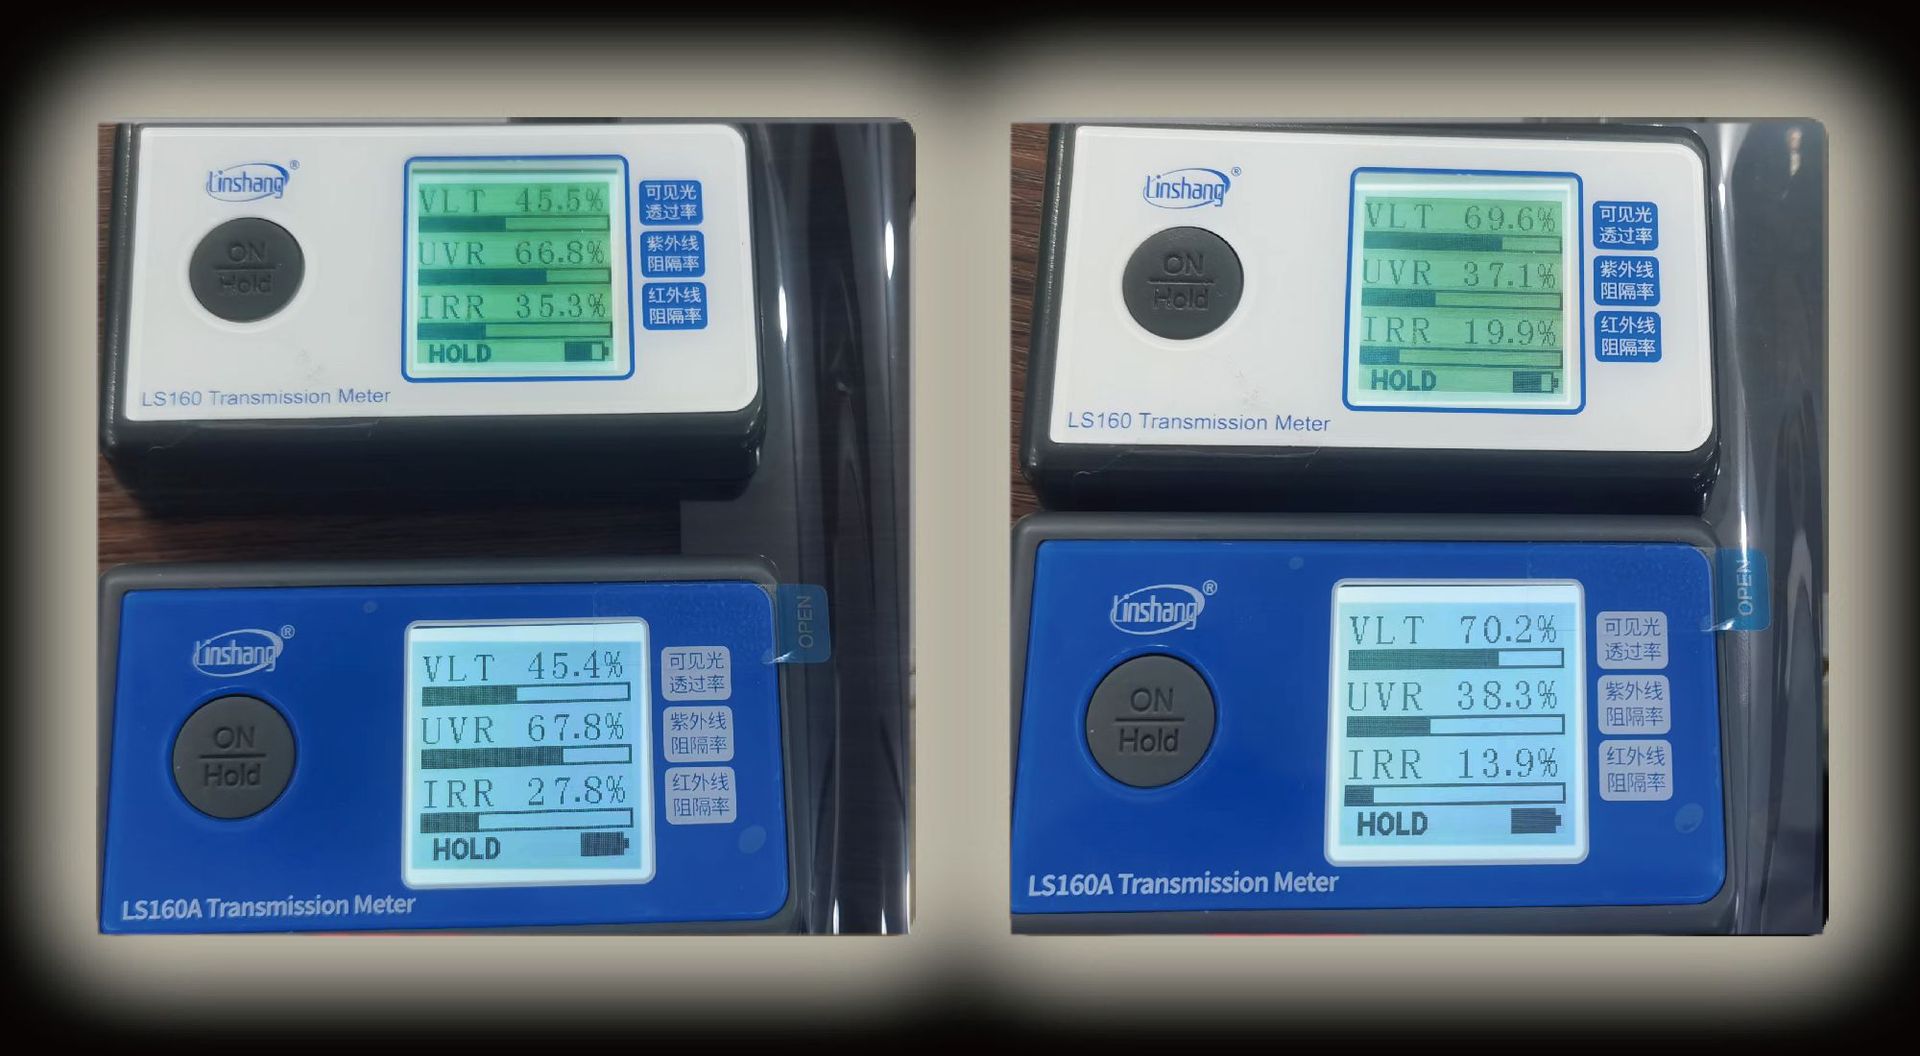 Linshang®
ON
Hold
VLT 45.5%
UVR 66.8%
IRR 35.3%
HOLD
可见光
透过率
紫外线
阻隔率
红外线
阻隔率
LS160 Transmission Meter
Linshang®
ON
Hold
VLT 45.4%
UVR 67.8%
IRR 27.8%
HOLD
可见光
透过率
紫外线
阻隔率
红外线
阻隔率
OPEN
LS160A Transmission Meter
Linshang®
ON
Hold
VLT 69.6%
UVR 37.1%
IRR 19.9%
HOLD
可见光
透过率
紫外线
阻隔率
红外线
阻隔率
LS160 Transmission Meter
Linshang®
ON
Hold
VLT 70.2%
UVR 38.3%
IRR 13.9%
HOLD
可见光
透过率
紫外线
阻隔率
红外线
阻隔率
OPEN
LS160A Transmission Meter